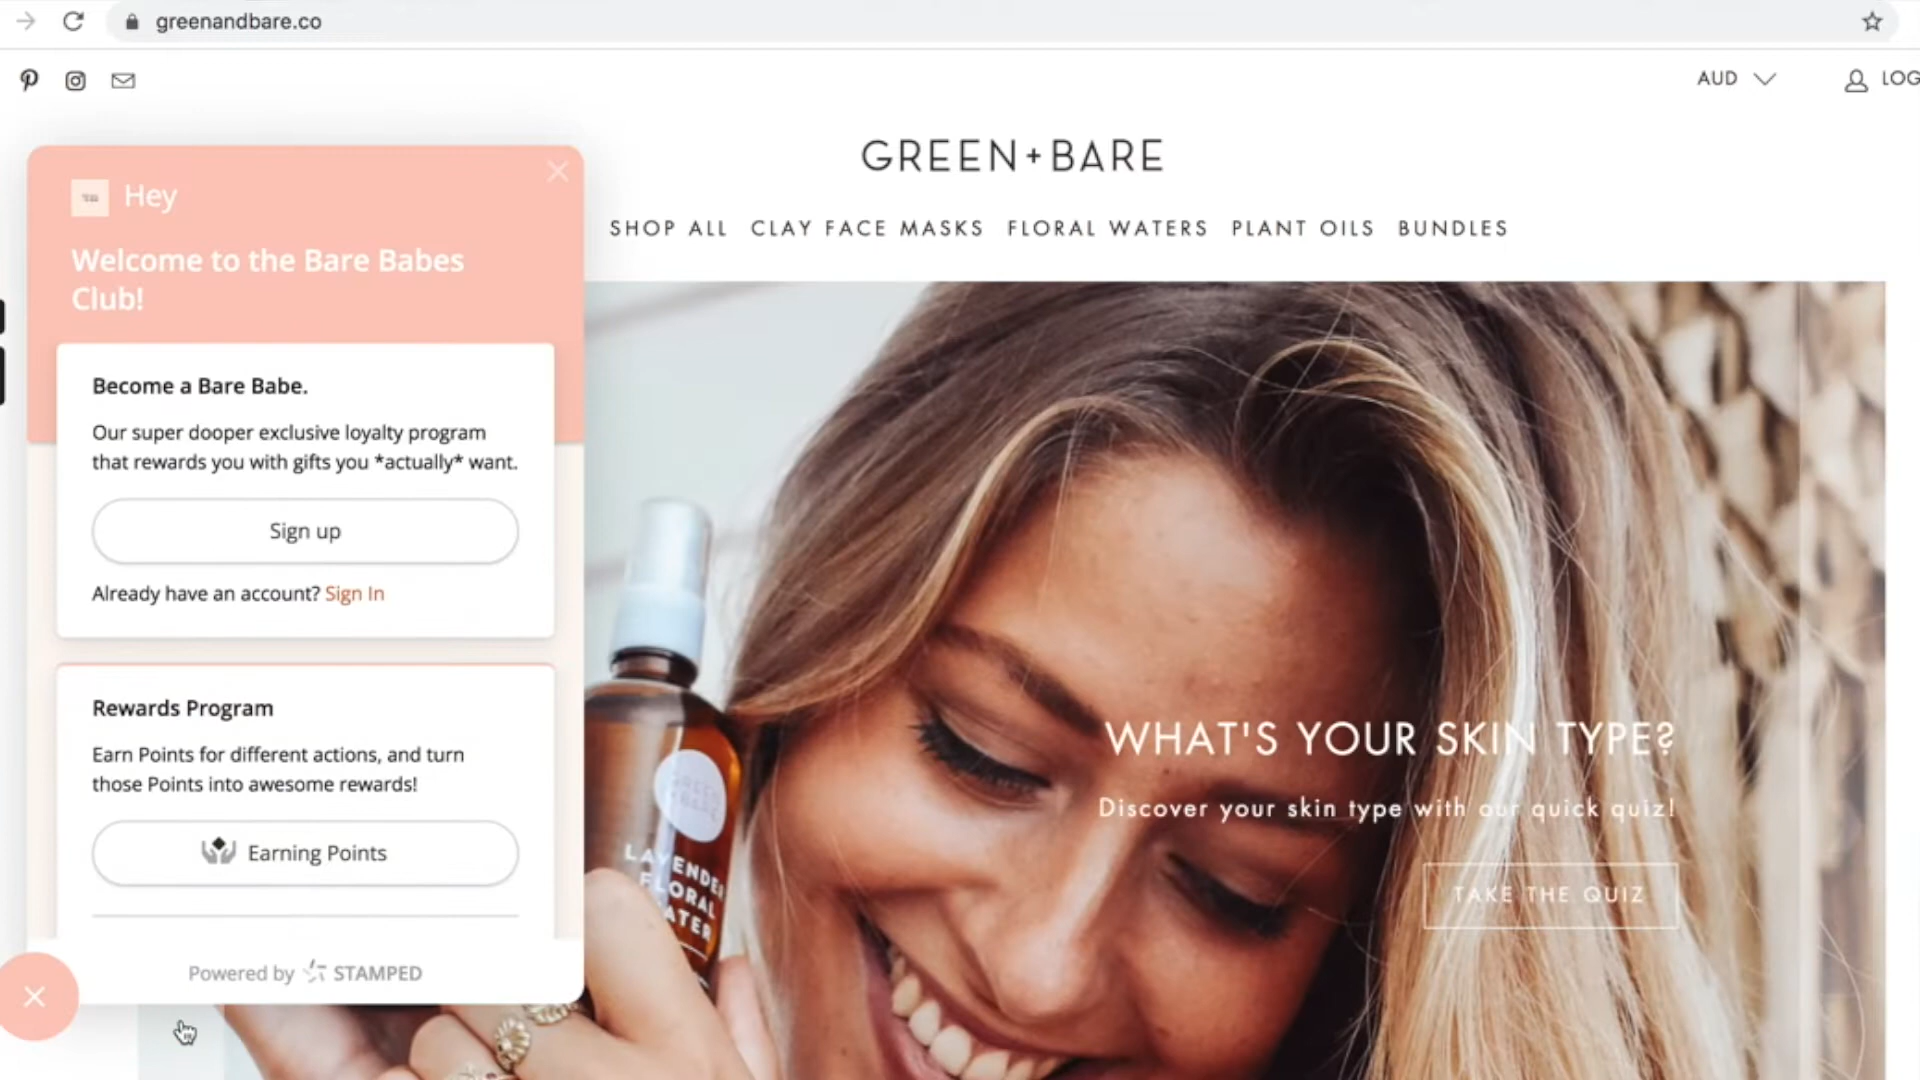 greenandbare.co
AUD
LOG
GREEN+BARE
SHOP ALL CLAY FACE MASKS FLORAL WATERS PLANT OILS BUNDLES
Hey
Welcome to the Bare Babes
Club!
Become a Bare Babe.
Our super dooper exclusive loyalty program
that rewards you with gifts you *actually* want.
Sign up
Already have an account? Sign In
Rewards Program
Earn Points for different actions, and turn
those Points into awesome rewards!
Earning Points
Powered by STAMPED
WHAT'S YOUR SKIN TYPE?
Discover your skin type with our quick quiz!
TAKE THE QUIZ
GREEN
+BARE
LAVENDER
FLORAL
WATER